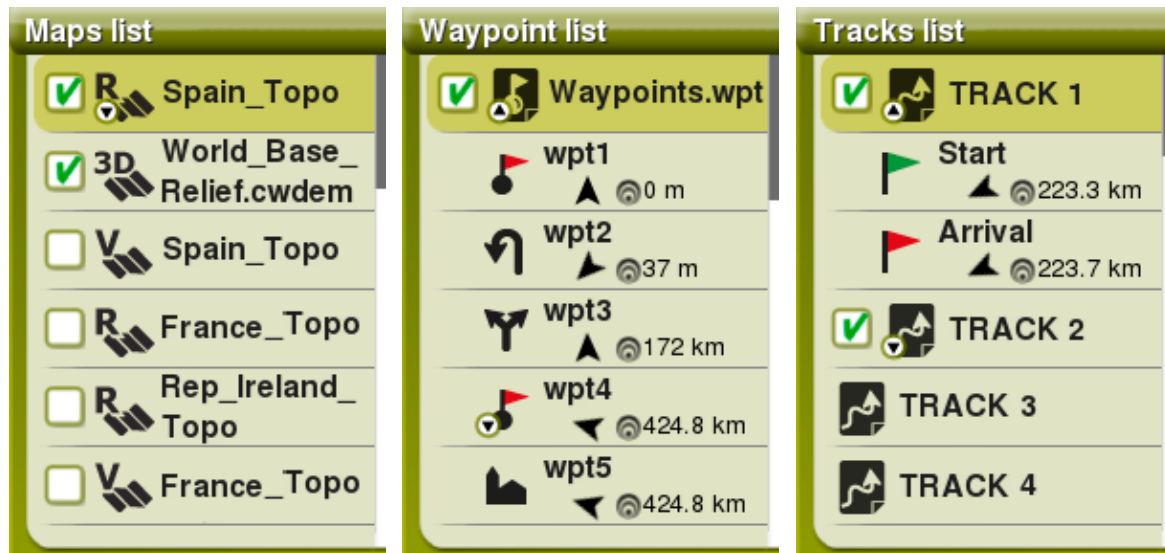 Maps list
R Spain_Topo
3D World_Base_
Relief.cwdem
V Spain_Topo
R France_Topo
R Rep_Ireland_
Topo
V France_Topo
Waypoint list
Waypoints.wpt
wpt1
0 m
wpt2
37 m
wpt3
172 km
wpt4
424.8 km
wpt5
424.8 km
Tracks list
TRACK 1
Start
223.3 km
Arrival
223.7 km
TRACK 2
TRACK 3
TRACK 4